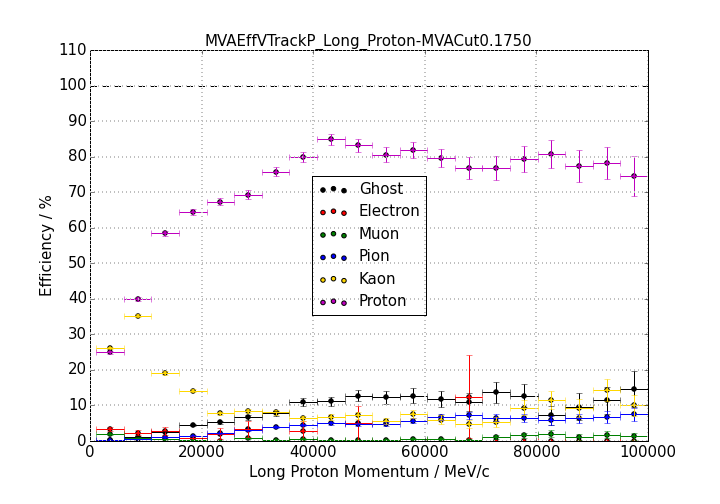 MVAEffVTrackP_Long_Proton-MVACut0.1750
110
100
90
80
70
60
50
40
30
20
10
0
Efficiency / %
Ghost
Electron
Muon
Pion
Kaon
Proton
0 20000 40000 60000 80000 100000
Long Proton Momentum / MeV/c